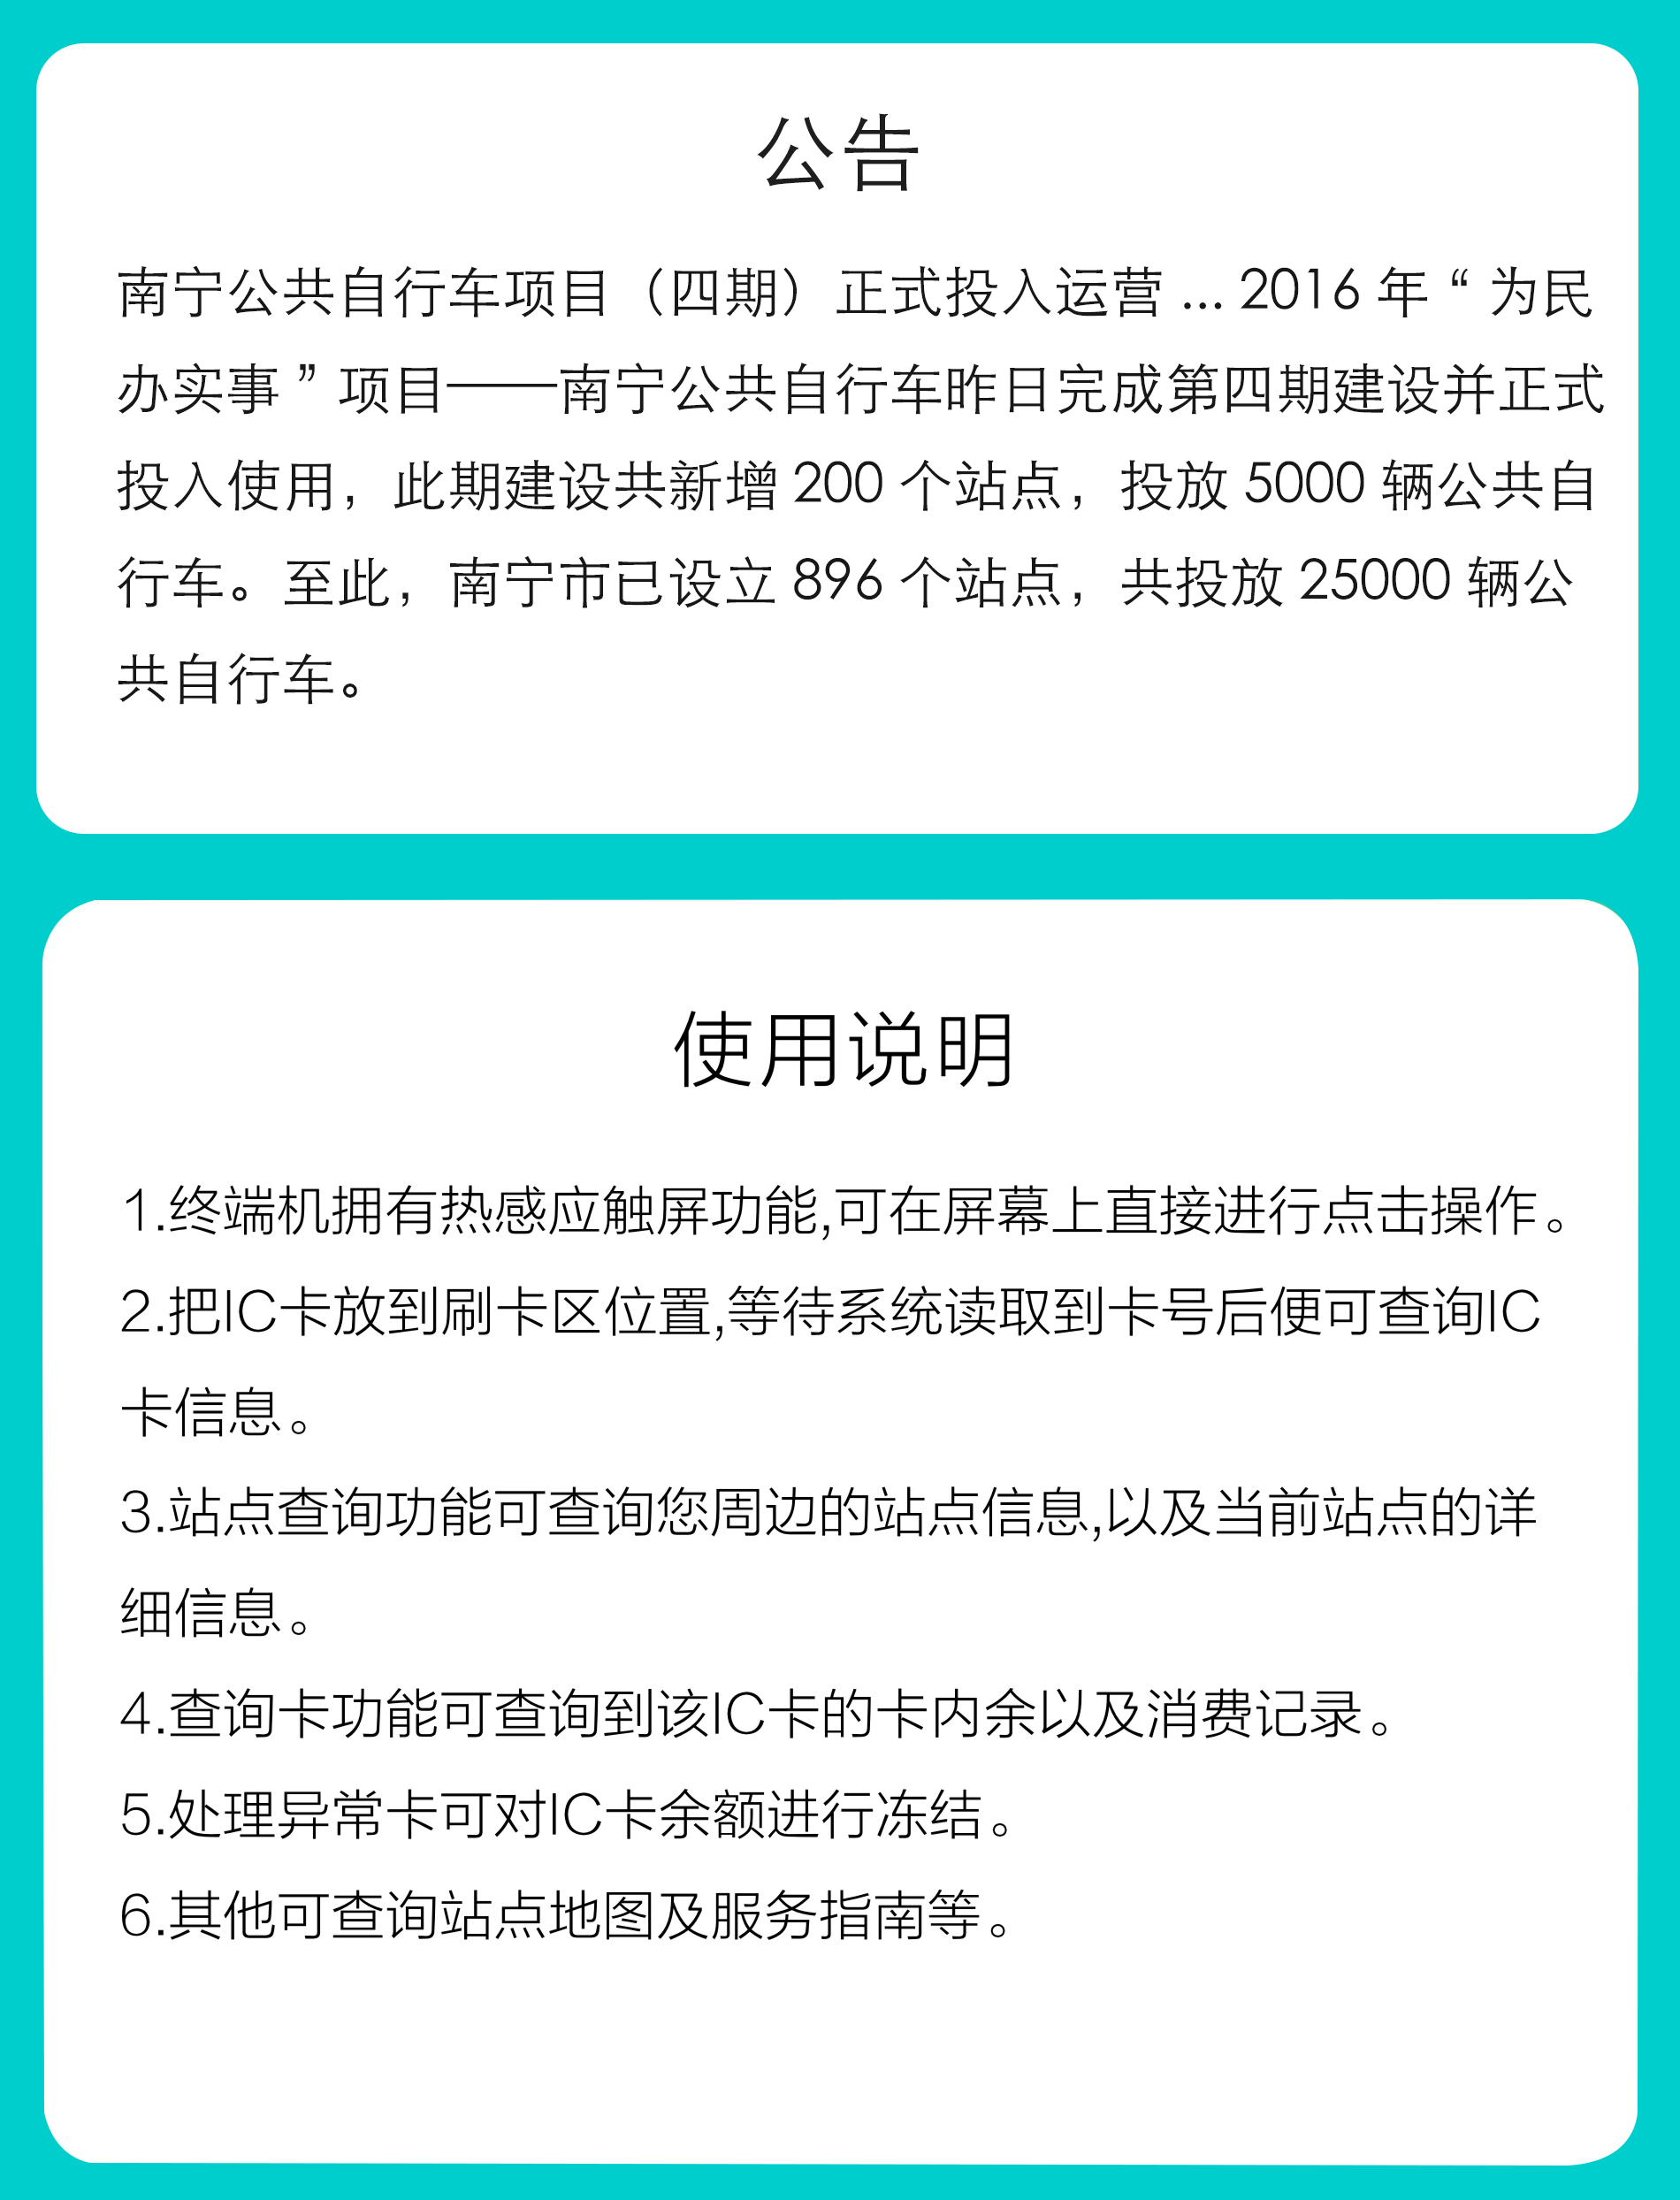 公告
南宁公共自行车项目（四期）正式投入运营 ... 2016 年 “ 为民
办实事 ” 项目——南宁公共自行车昨日完成第四期建设并正式
投入使用，此期建设共新增 200 个站点，投放 5000 辆公共自
行车。至此，南宁市已设立 896 个站点，共投放 25000 辆公
共自行车。
使用说明
1.终端机拥有热感应触屏功能,可在屏幕上直接进行点击操作。
2.把IC卡放到刷卡区位置,等待系统读取到卡号后便可查询IC
卡信息。
3.站点查询功能可查询您周边的站点信息,以及当前站点的详
细信息。
4.查询卡功能可查询到该IC卡的卡内余以及消费记录。
5.处理异常卡可对IC卡余额进行冻结。
6.其他可查询站点地图及服务指南等。